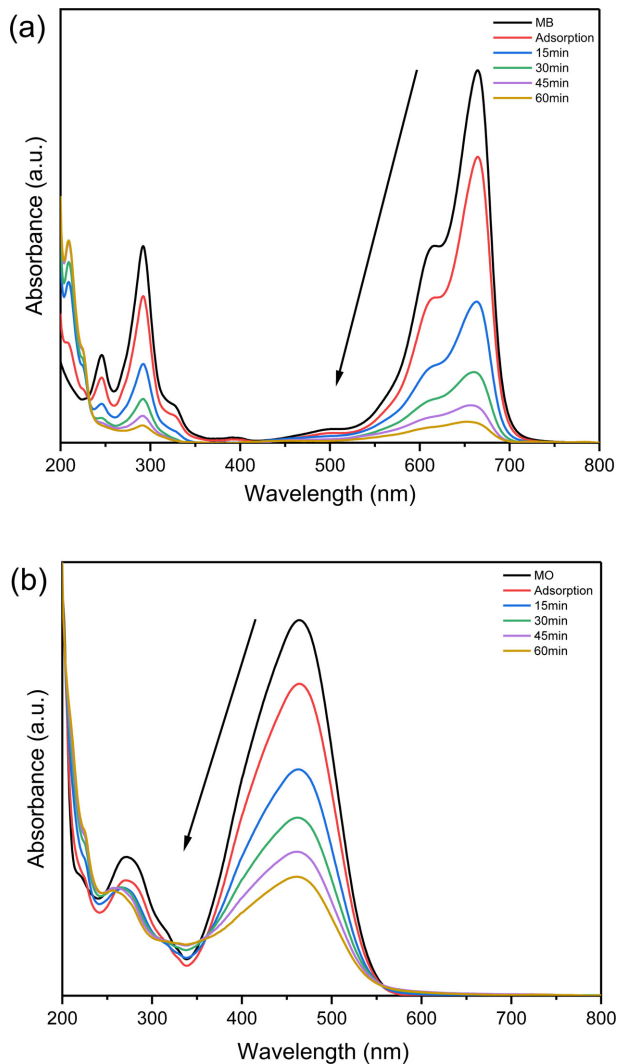 (a)
MB
Adsorption
15min
30min
45min
60min
Absorbance (a.u.)
200 300 400 500 600 700 800
Wavelength (nm)
(b)
MO
Adsorption
15min
30min
45min
60min
Absorbance (a.u.)
200 300 400 500 600 700 800
Wavelength (nm)